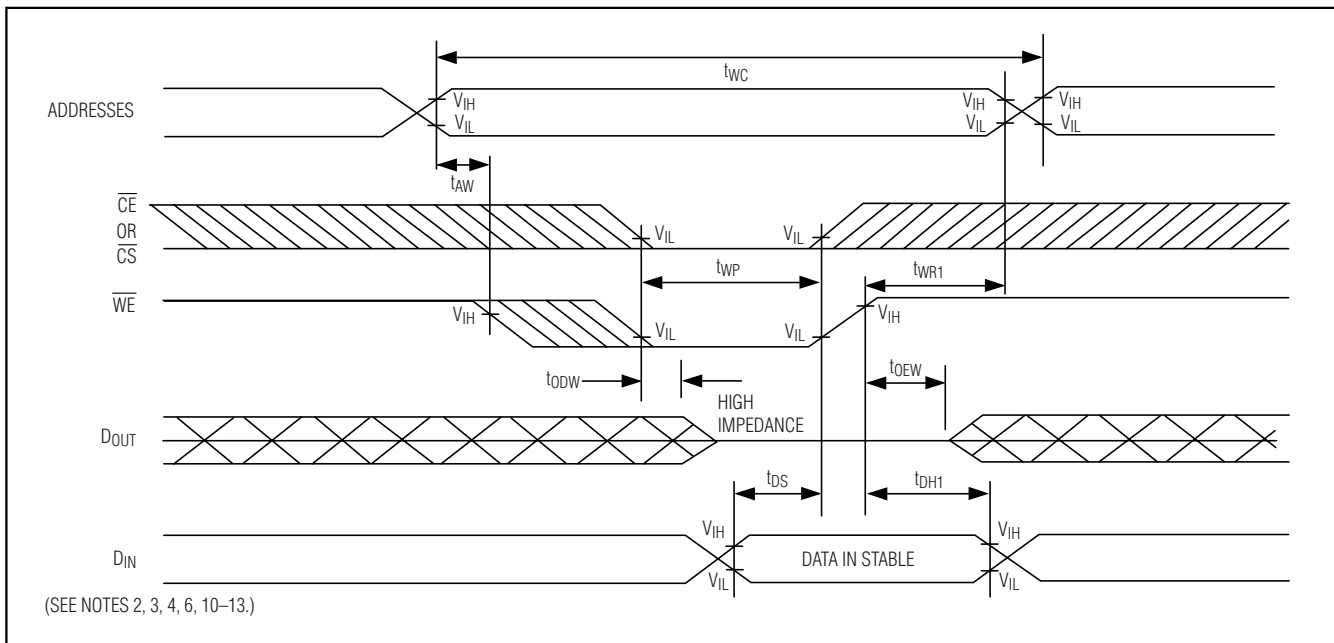 tWC
ADDRESSES
VIH
VIL
VIH
VIL
VIH
VIL
tAW
CE
OR
CS
VIL
VIL
tWP
tWR1
WE
VIH
VIL
VIL
VIH
tODW
tOEW
HIGH
IMPEDANCE
DOUT
tDS
tDH1
VIH
VIH
DIN
DATA IN STABLE
VIL
VIL
(SEE NOTES 2, 3, 4, 6, 10–13.)